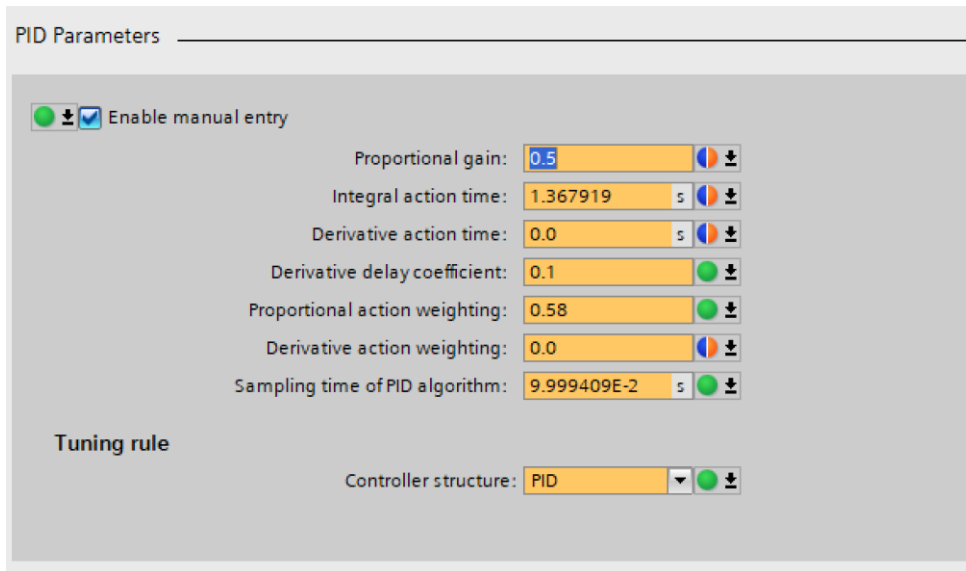 PID Parameters
Enable manual entry
Proportional gain: 0.5
Integral action time: 1.367919 s
Derivative action time: 0.0 s
Derivative delay coefficient: 0.1
Proportional action weighting: 0.58
Derivative action weighting: 0.0
Sampling time of PID algorithm: 9.999409E-2 s
Tuning rule
Controller structure: PID